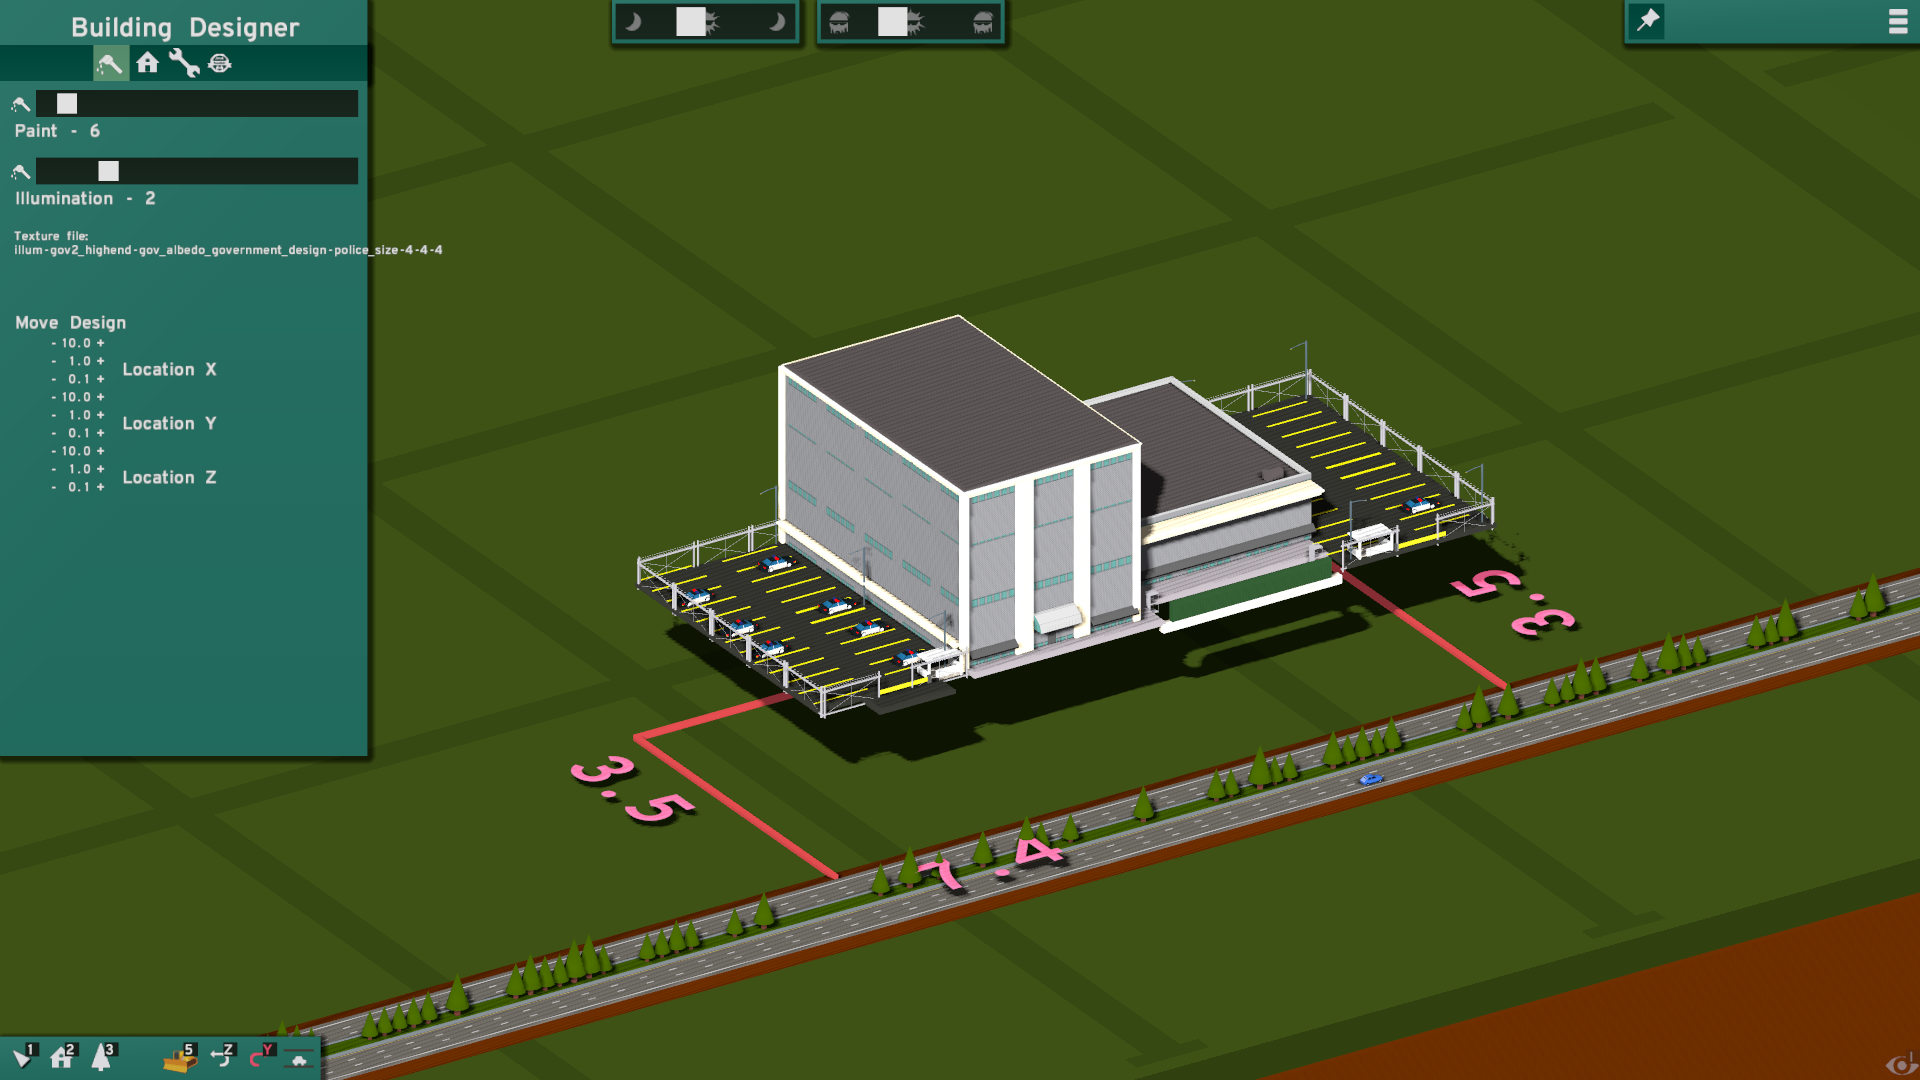 Building Designer
Paint - 6
Illumination - 2
Texture file:
illum-gov2_highend-gov_albedo_government_design-police_size-4-4-4
Move Design
- 10.0 +
- 1.0 +
- 0.1 +
Location X
- 10.0 +
- 1.0 +
- 0.1 +
Location Y
- 10.0 +
- 1.0 +
- 0.1 +
Location Z
3.5
3.5
7.4
1
2
3
5
Z
Y